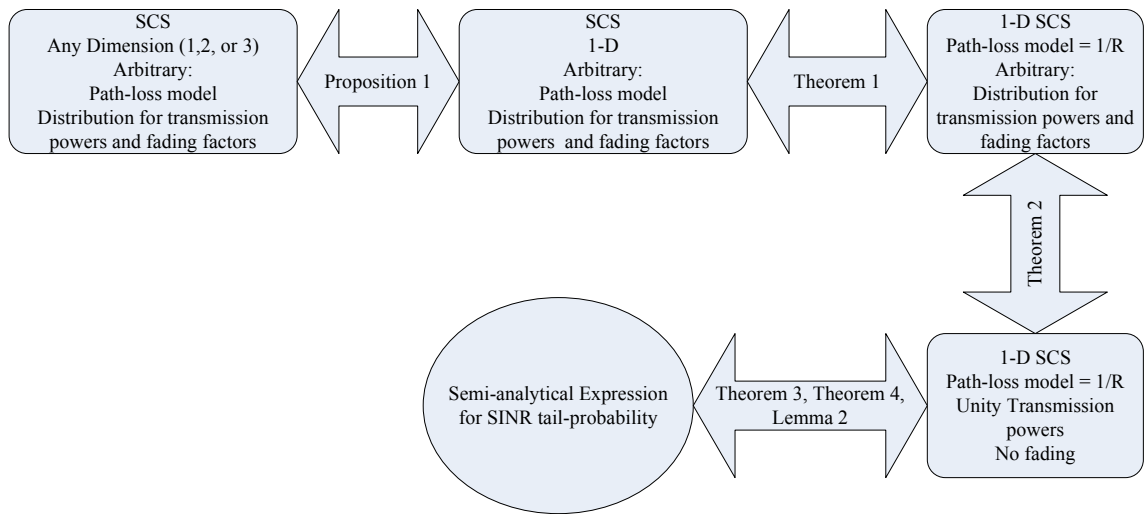 SCS
Any Dimension (1,2, or 3)
Arbitrary:
Path-loss model
Distribution for transmission
powers and fading factors
Proposition 1
SCS
1-D
Arbitrary:
Path-loss model
Distribution for transmission
powers and fading factors
Theorem 1
1-D SCS
Path-loss model = 1/R
Arbitrary:
Distribution for
transmission powers and
fading factors
Theorem 2
1-D SCS
Path-loss model = 1/R
Unity Transmission
powers
No fading
Theorem 3, Theorem 4,
Lemma 2
Semi-analytical Expression
for SINR tail-probability